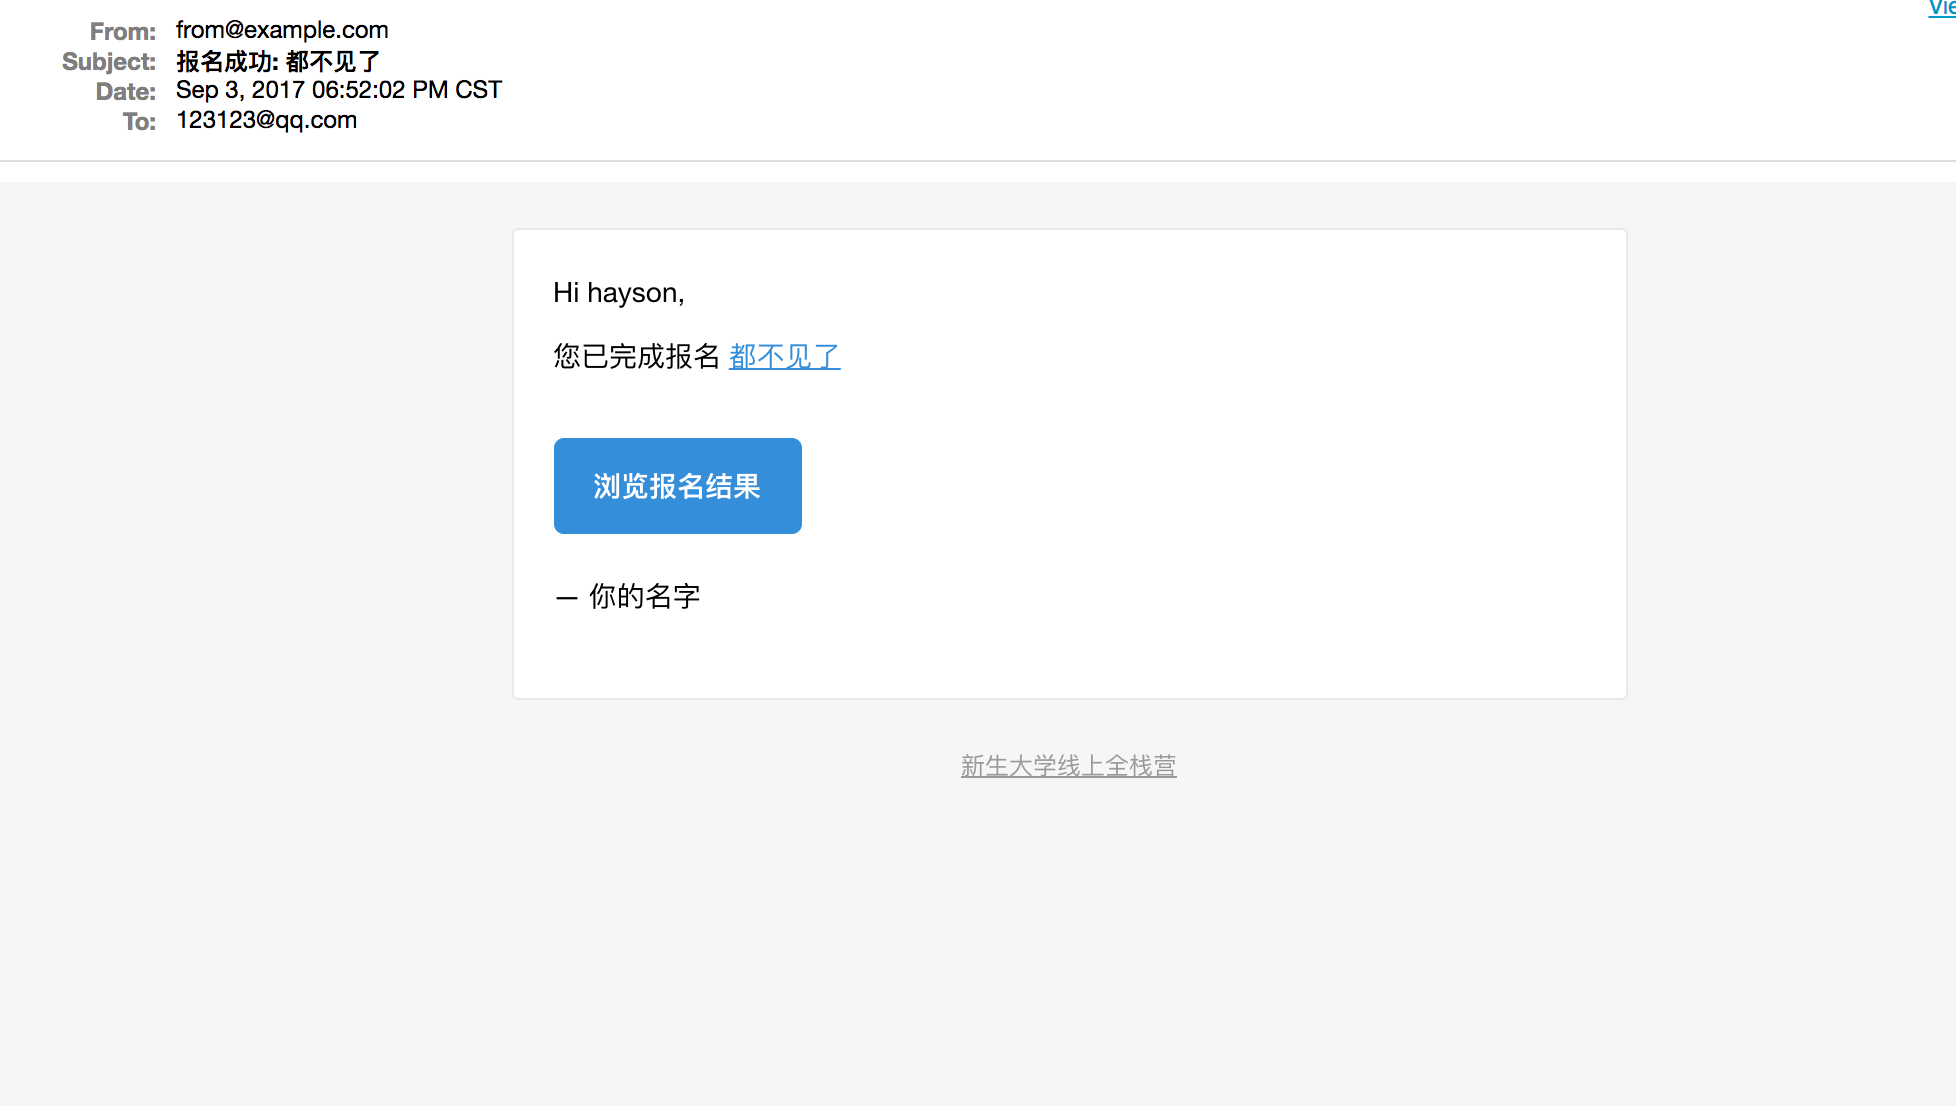 Vie
From: from@example.com
Subject: 报名成功: 都不见了
Date: Sep 3, 2017 06:52:02 PM CST
To: 123123@qq.com
Hi hayson,
您已完成报名 都不见了
浏览报名结果
— 你的名字
新生大学线上全栈营